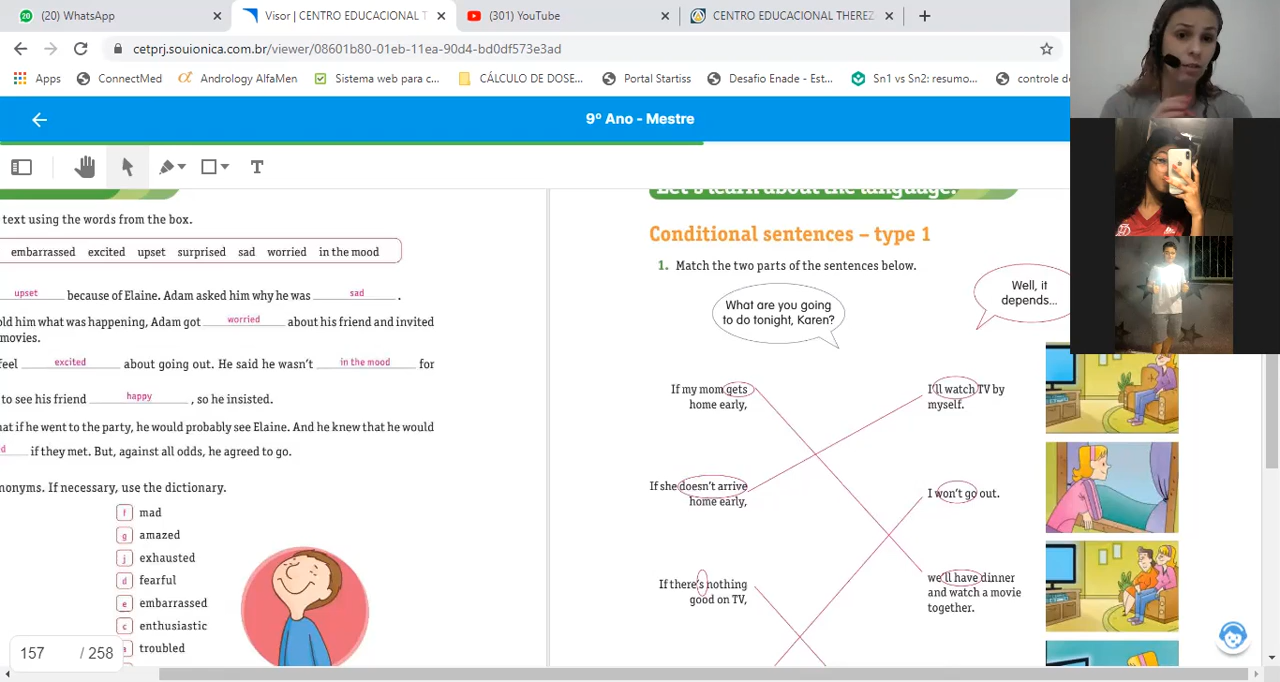 (20) WhatsApp
Visor | CENTRO EDUCACIONAL T
(301) YouTube
CENTRO EDUCACIONAL THEREZ
cetprj.souionica.com.br/viewer/08601b80-01eb-11ea-90d4-bd0df573e3ad
Apps
ConnectMed
Andrology AlfaMen
Sistema web para c...
CÁLCULO DE DOSE...
Portal Startiss
Desafio Enade - Est...
Sn1 vs Sn2: resumo...
controle d
9º Ano - Mestre
T
text using the words from the box.
embarrassed excited upset surprised sad worried in the mood
upset because of Elaine. Adam asked him why he was sad .
old him what was happening, Adam got worried about his friend and invited
movies.
feel excited about going out. He said he wasn't in the mood for
to see his friend happy , so he insisted.
hat if he went to the party, he would probably see Elaine. And he knew that he would
d if they met. But, against all odds, he agreed to go.
nonyms. If necessary, use the dictionary.
f mad
g amazed
j exhausted
d fearful
e embarrassed
c enthusiastic
a troubled
157 / 258
Let's learn about the language!
Conditional sentences – type 1
1. Match the two parts of the sentences below.
What are you going
to do tonight, Karen?
Well, it
depends...
If my mom gets
home early,
I'll watch TV by
myself.
If she doesn't arrive
home early,
I won't go out.
If there's nothing
good on TV,
we'll have dinner
and watch a movie
together.